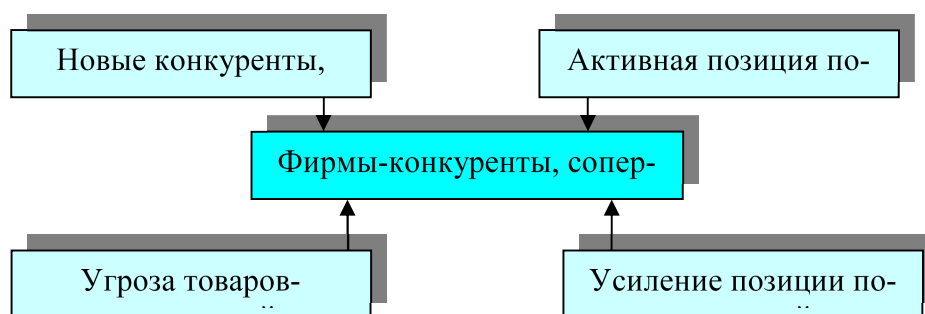 Новые конкуренты,
Активная позиция по-
Фирмы-конкуренты, сопер-
Угроза товаров-
Усиление позиции по-